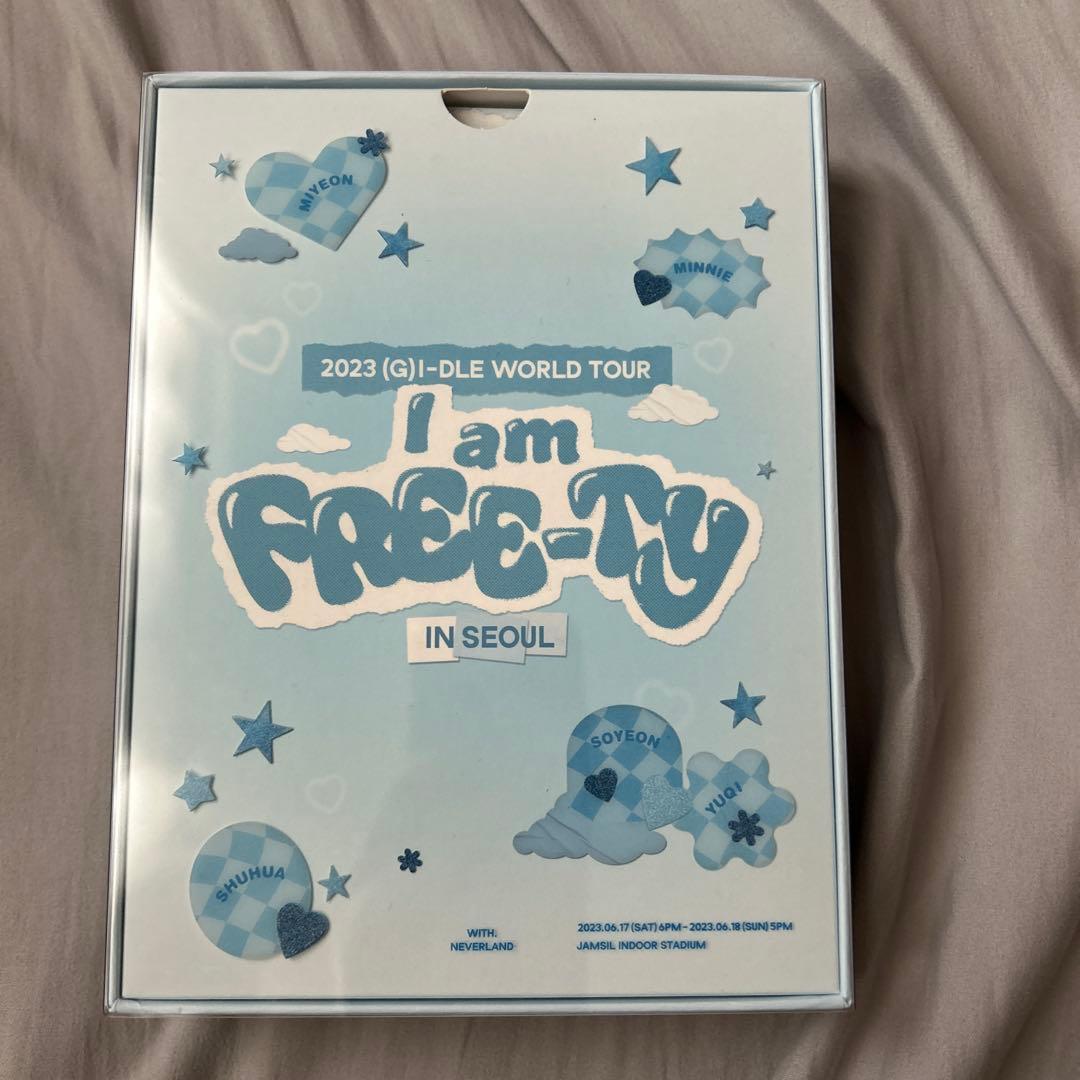 MIYEON
MINNIE
2023 (G)I-DLE WORLD TOUR
I am
FREE-TY
IN SEOUL
SOYEON
YUQI
SHUHUA
WITH.
NEVERLAND
2023.06.17 (SAT) 6PM - 2023.06.18 (SUN) 5PM
JAMSIL INDOOR STADIUM